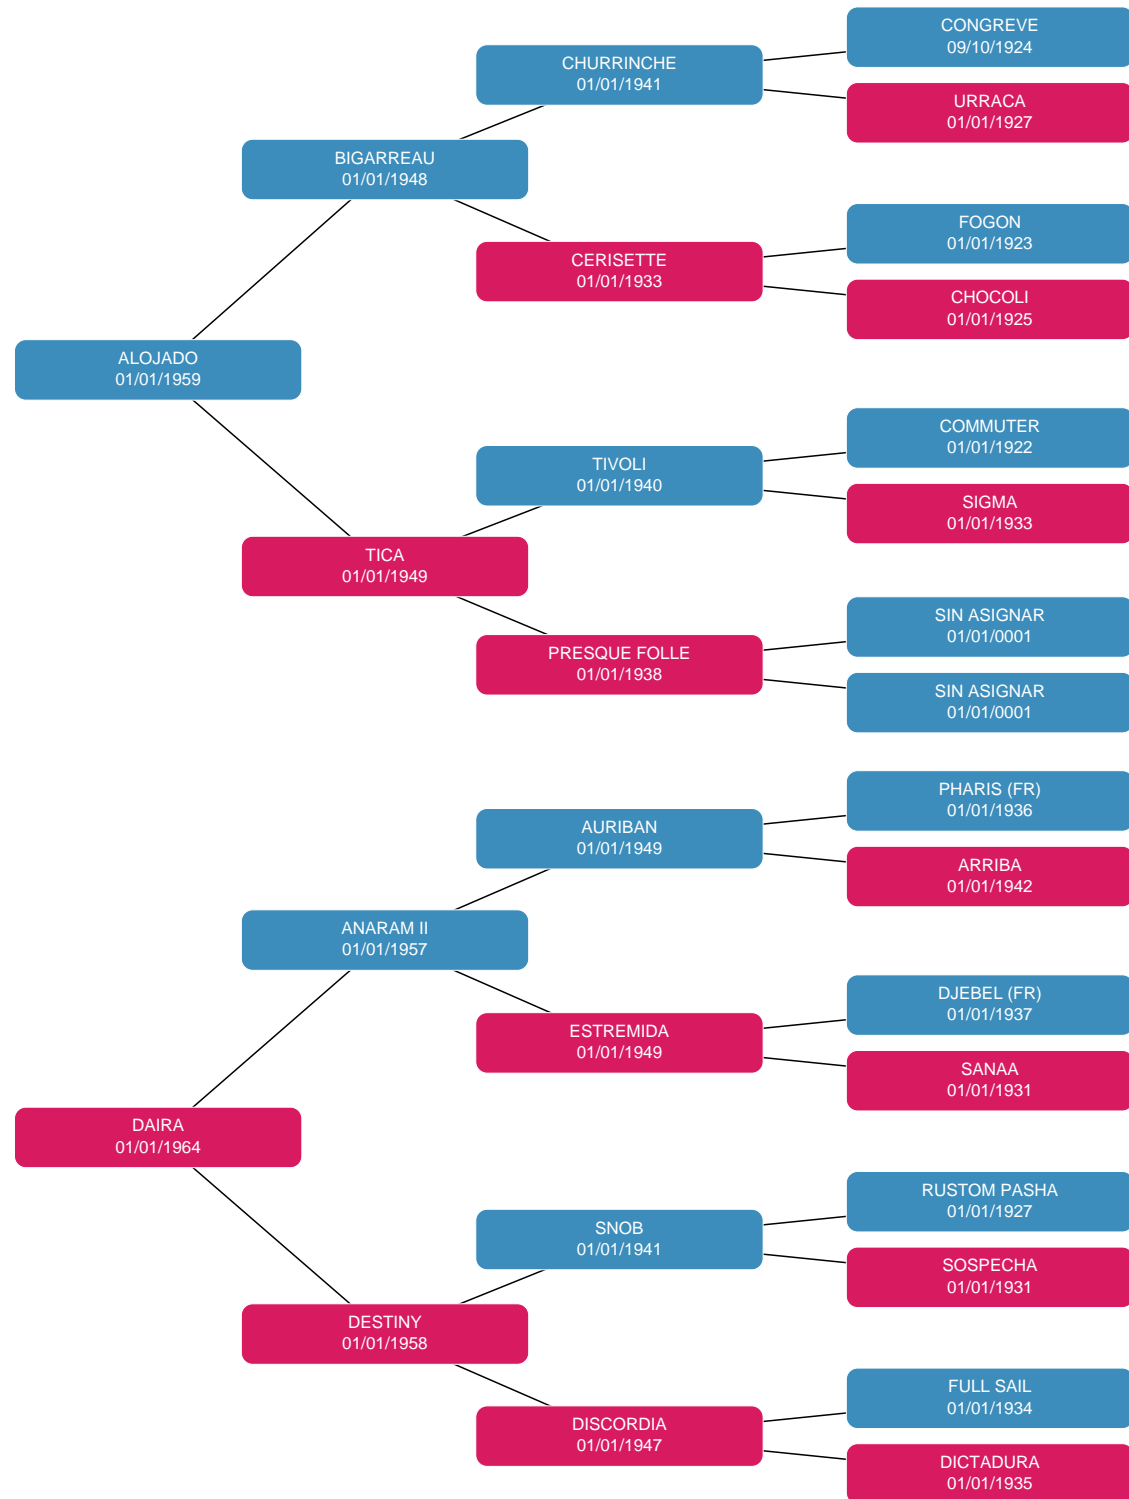 CONGREVE
09/10/1924
CHURRINCHE
01/01/1941
URRACA
01/01/1927
BIGARREAU
01/01/1948
FOGON
01/01/1923
CERISETTE
01/01/1933
CHOCOLI
01/01/1925
ALOJADO
01/01/1959
COMMUTER
01/01/1922
TIVOLI
01/01/1940
SIGMA
01/01/1933
TICA
01/01/1949
SIN ASIGNAR
01/01/0001
PRESQUE FOLLE
01/01/1938
SIN ASIGNAR
01/01/0001
PHARIS (FR)
01/01/1936
AURIBAN
01/01/1949
ARRIBA
01/01/1942
ANARAM II
01/01/1957
DJEBEL (FR)
01/01/1937
ESTREMIDA
01/01/1949
SANAA
01/01/1931
DAIRA
01/01/1964
RUSTOM PASHA
01/01/1927
SNOB
01/01/1941
SOSPECHA
01/01/1931
DESTINY
01/01/1958
FULL SAIL
01/01/1934
DISCORDIA
01/01/1947
DICTADURA
01/01/1935